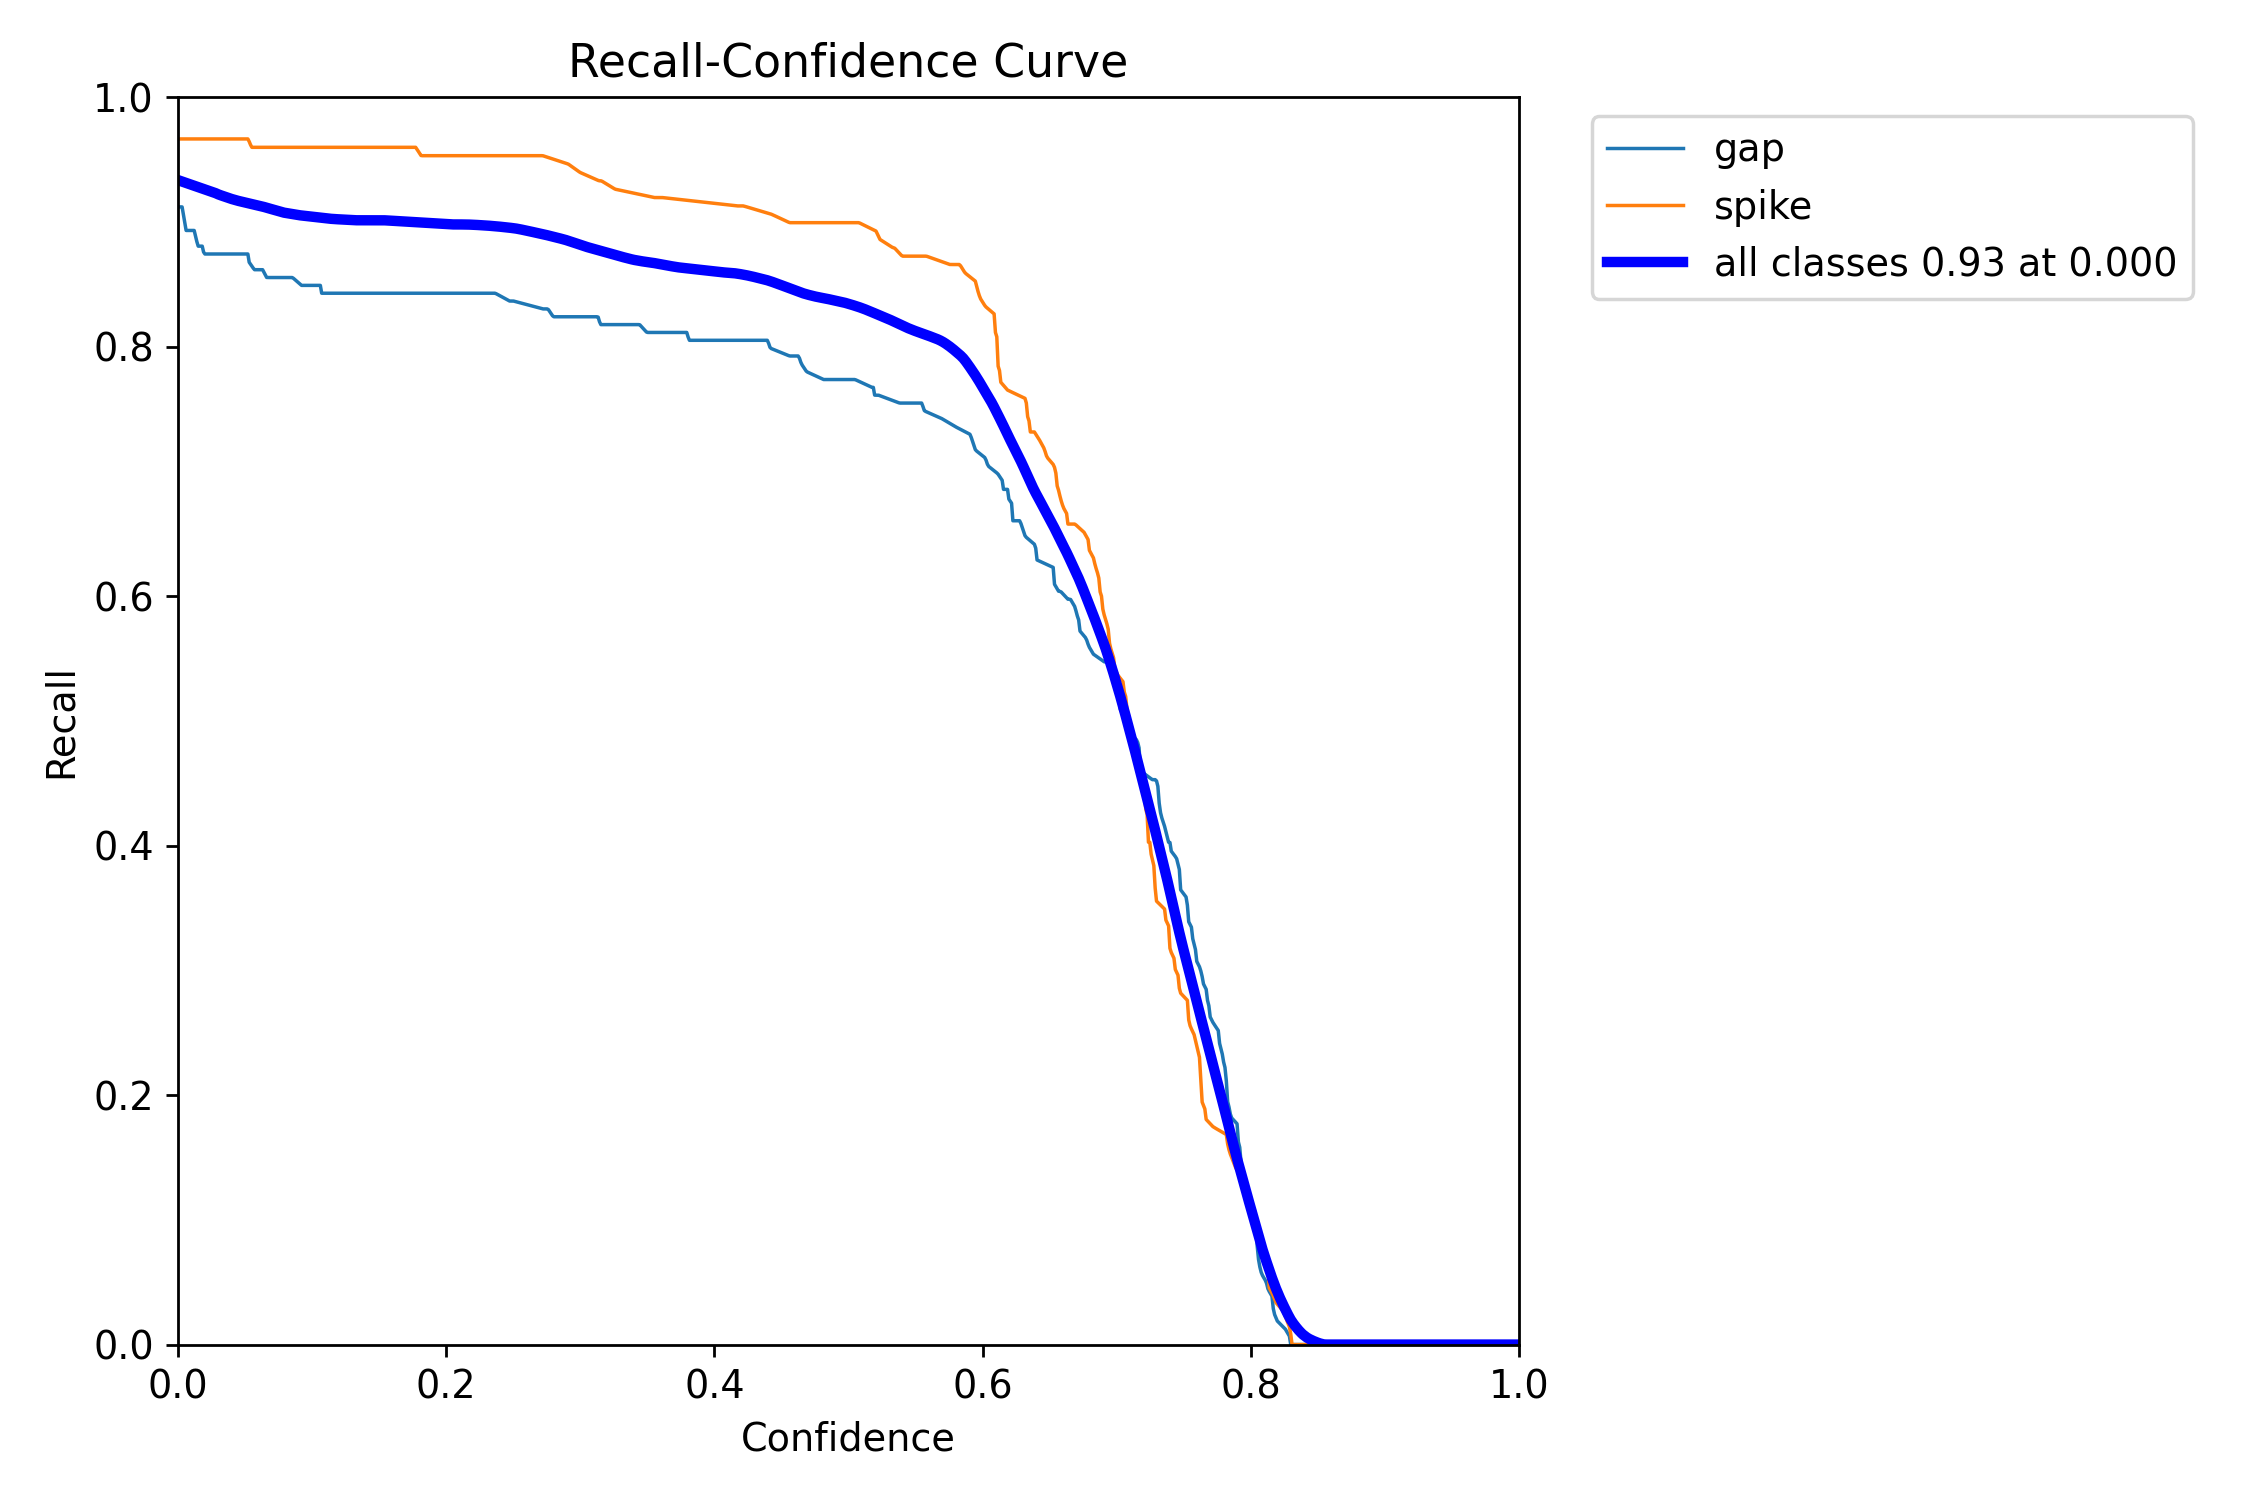 Recall-Confidence Curve
1.0
0.8
0.6
0.4
0.2
0.0
Recall
0.0 0.2 0.4 0.6 0.8 1.0
Confidence
gap
spike
all classes 0.93 at 0.000